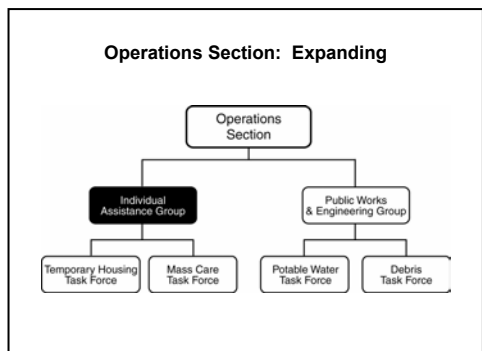 Operations Section: Expanding
Operations
Section
Individual
Assistance Group
Public Works
& Engineering Group
Temporary Housing
Task Force
Mass Care
Task Force
Potable Water
Task Force
Debris
Task Force